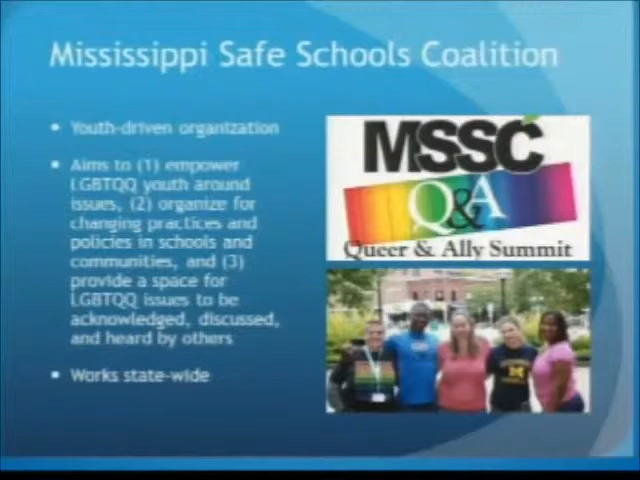 Mississippi Safe Schools Coalition
• Youth-driven organization
• Aims to (1) empower
LGBTQQ youth around
issues, (2) organize for
changing practices and
policies in schools and
communities, and (3)
provide a space for
LGBTQQ issues to be
acknowledged, discussed,
and heard by others
• Works state-wide
MSSC
Q&A
Queer & Ally Summit
M